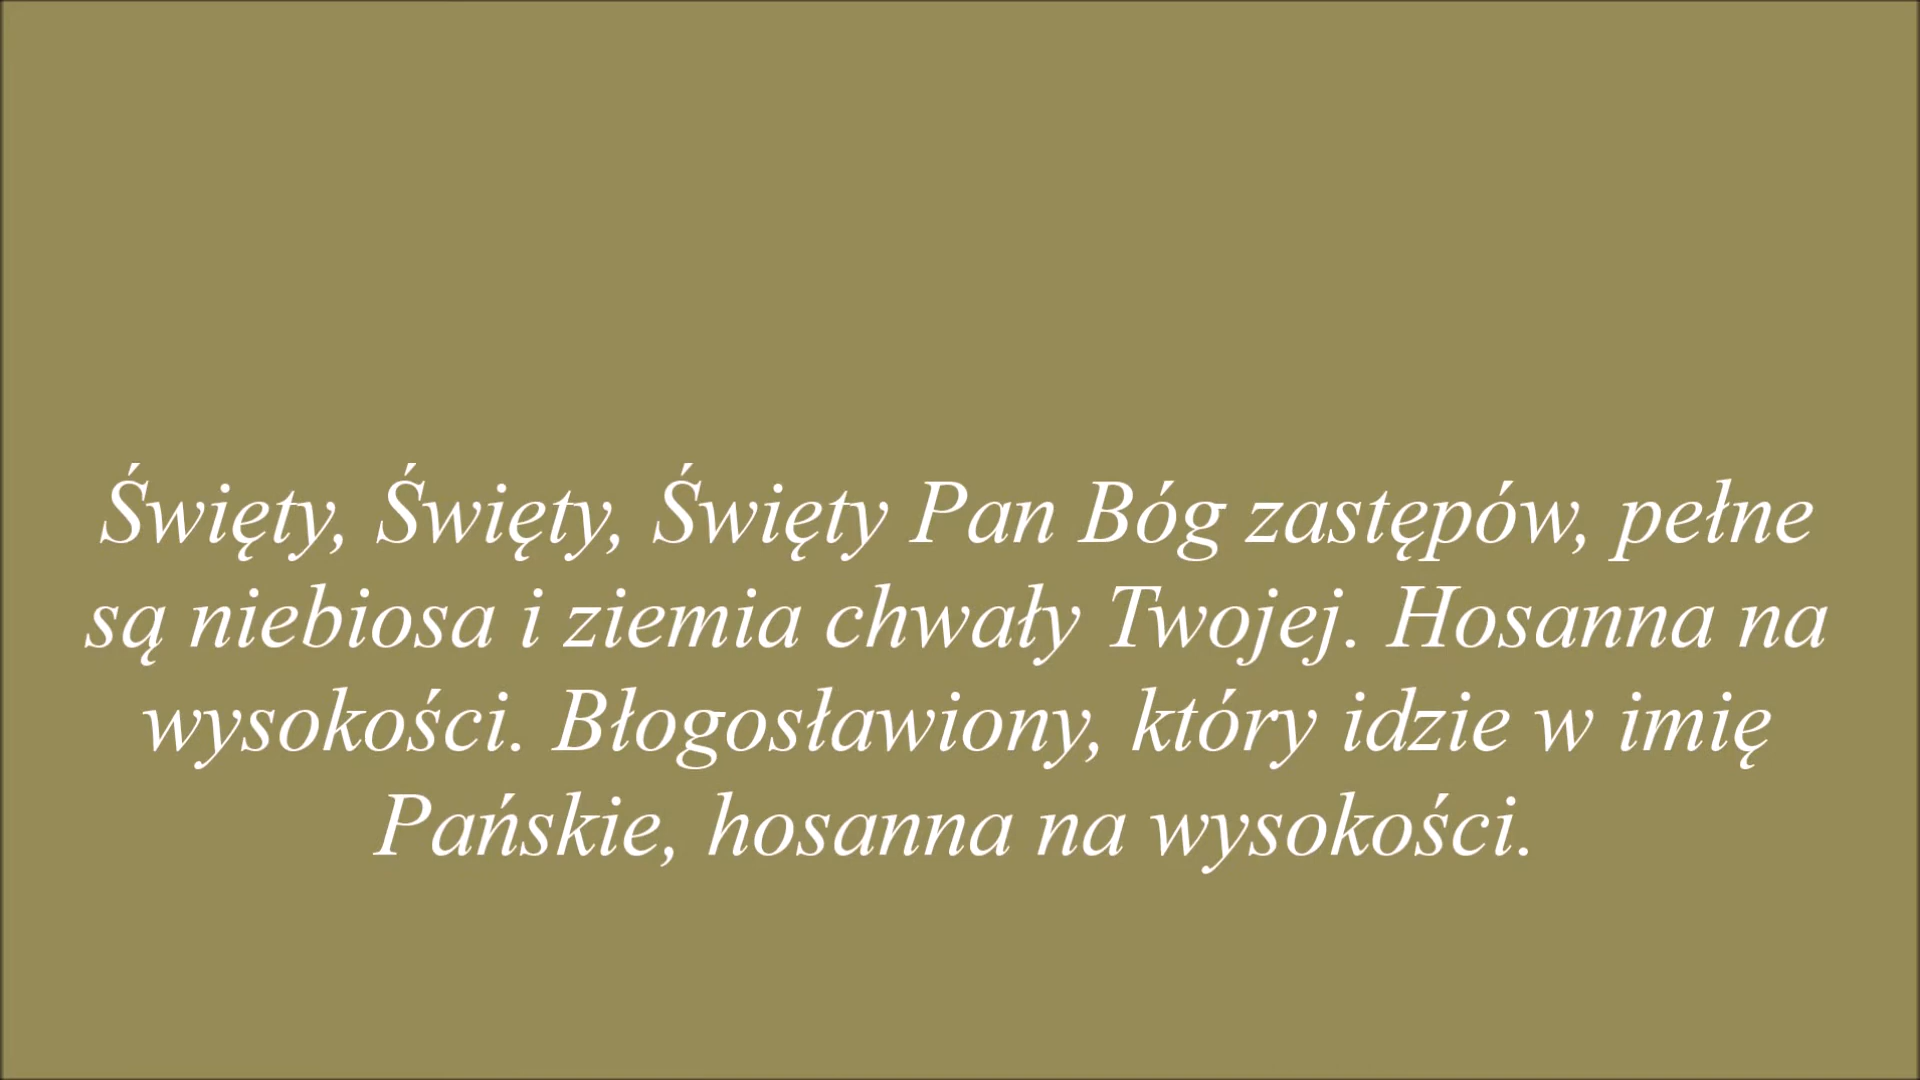 Święty, Święty, Święty Pan Bóg zastępów, pełne
są niebiosa i ziemia chwały Twojej. Hosanna na
wysokości. Błogosławiony, który idzie w imię
Pańskie, hosanna na wysokości.